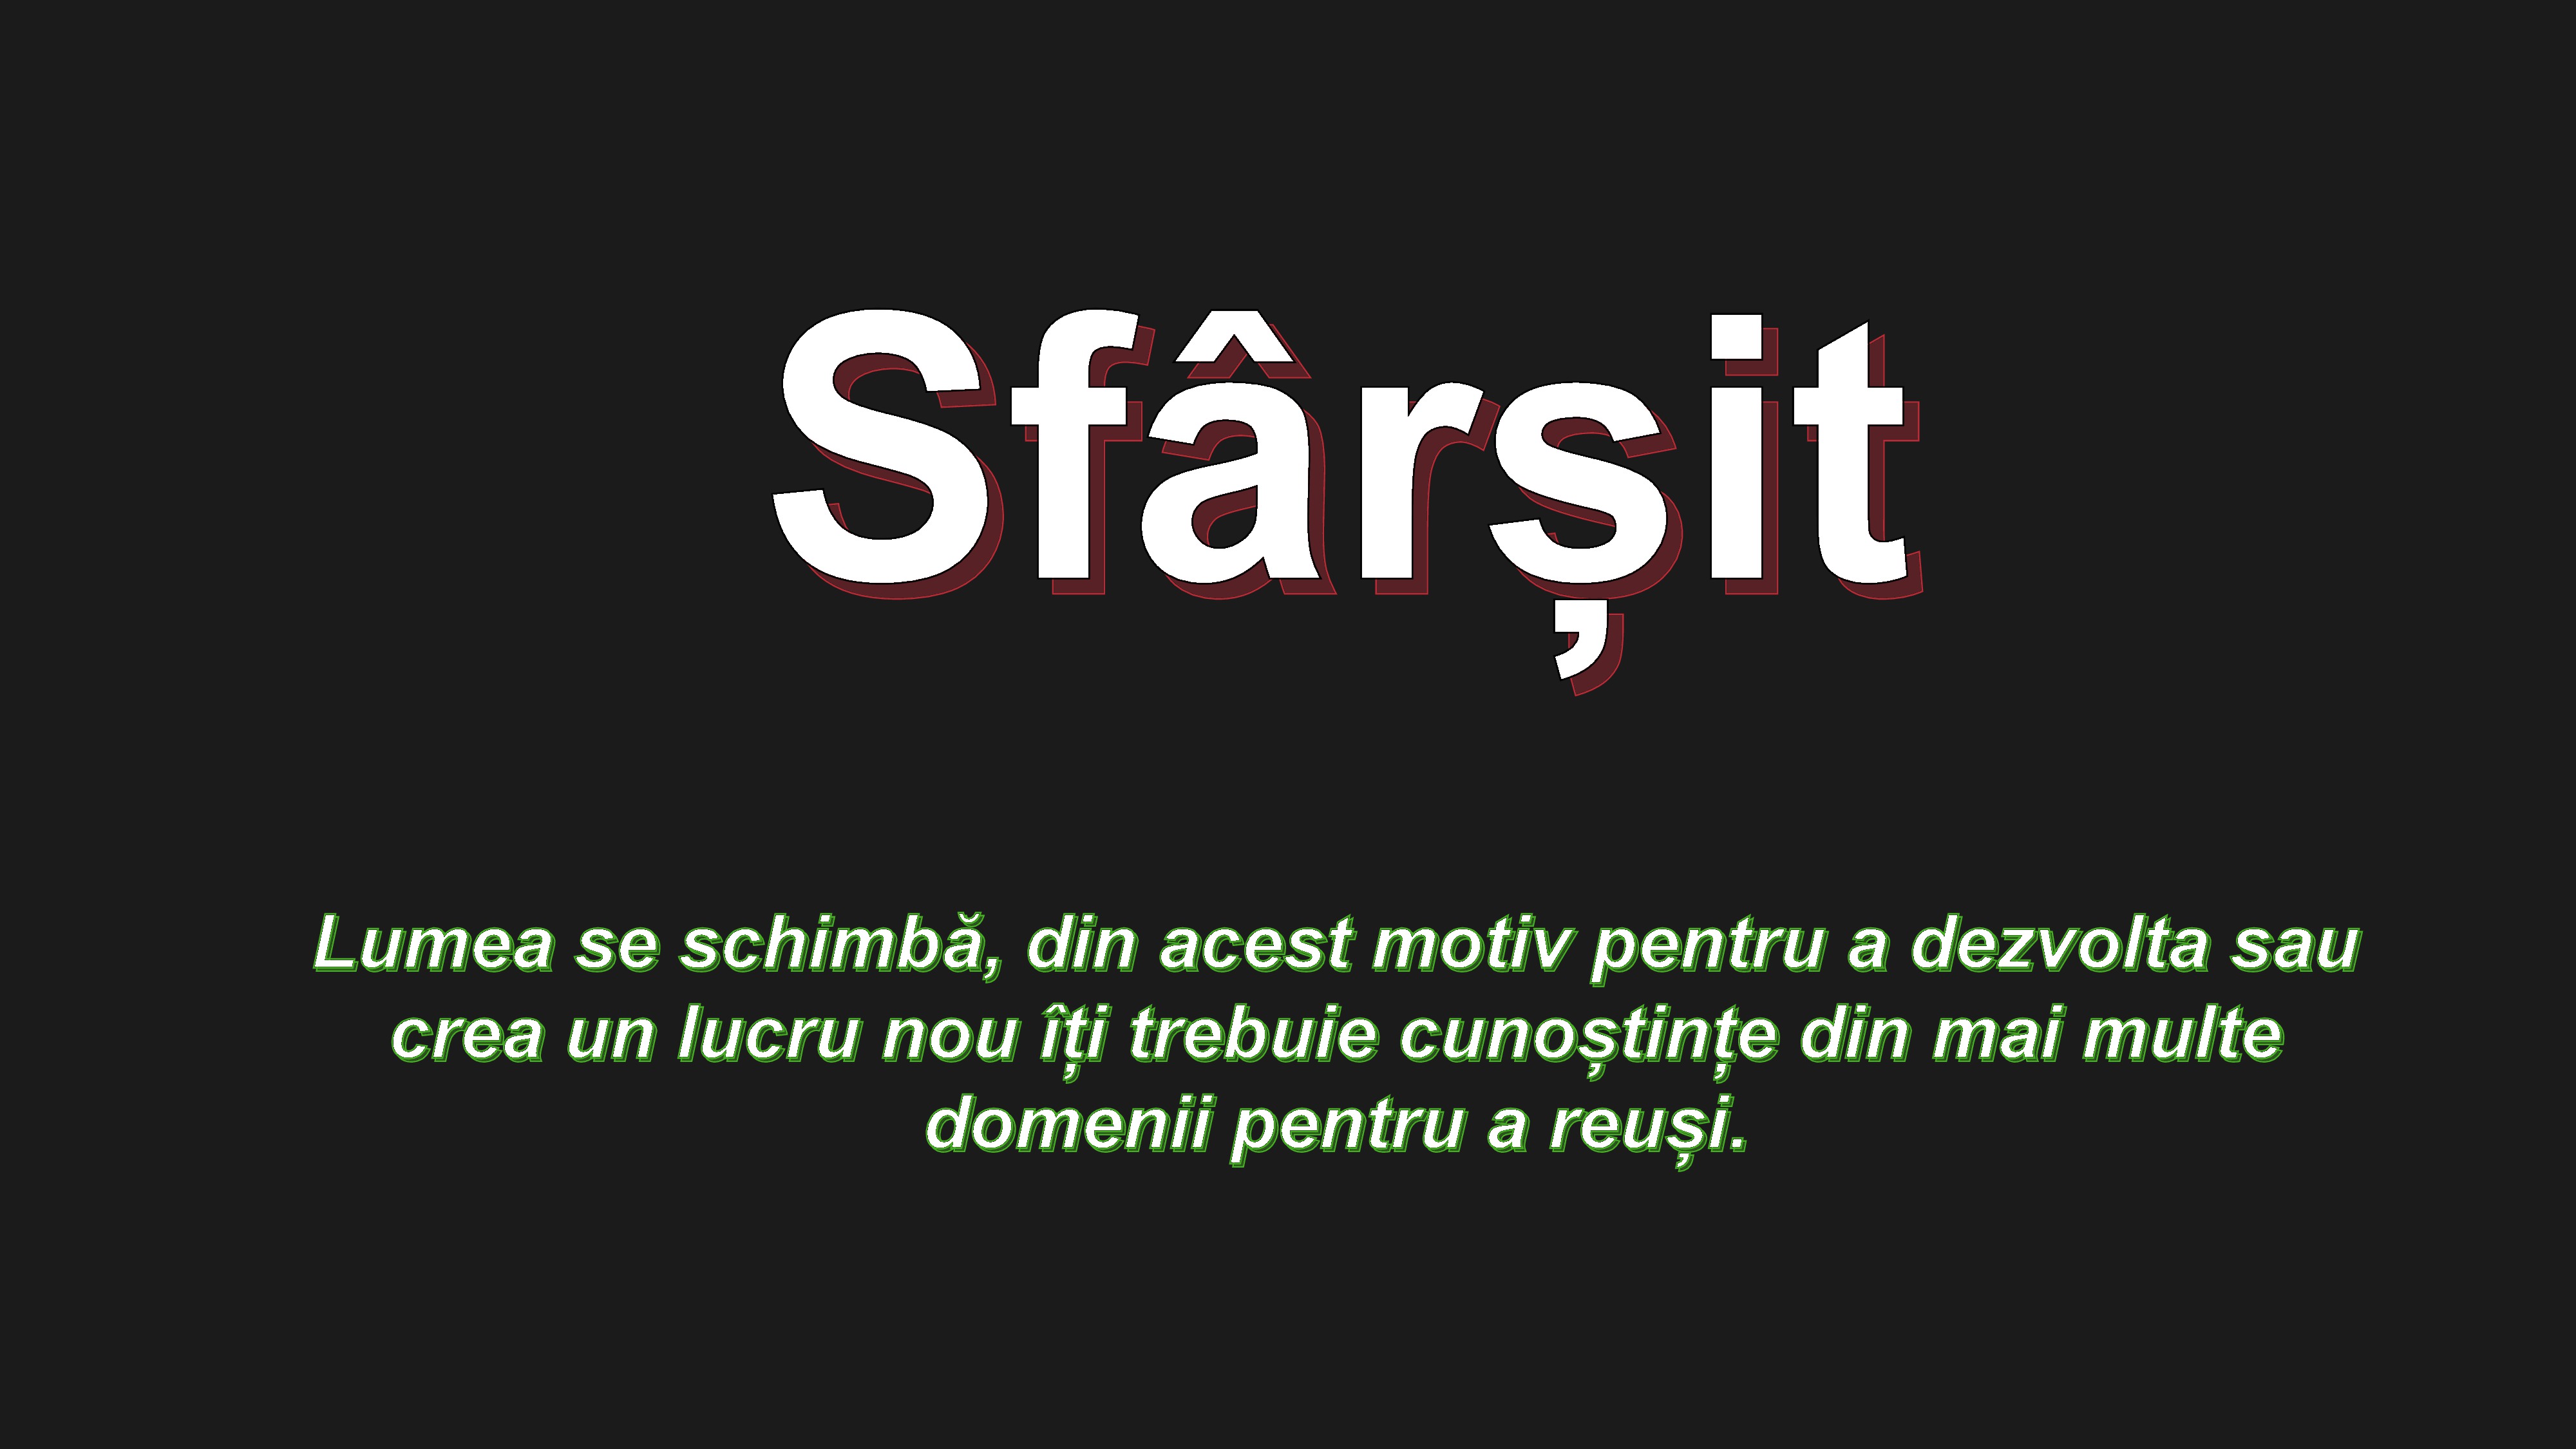 Sfârșit
Lumea se schimbă, din acest motiv pentru a dezvolta sau
crea un lucru nou îți trebuie cunoștințe din mai multe
domenii pentru a reuși.